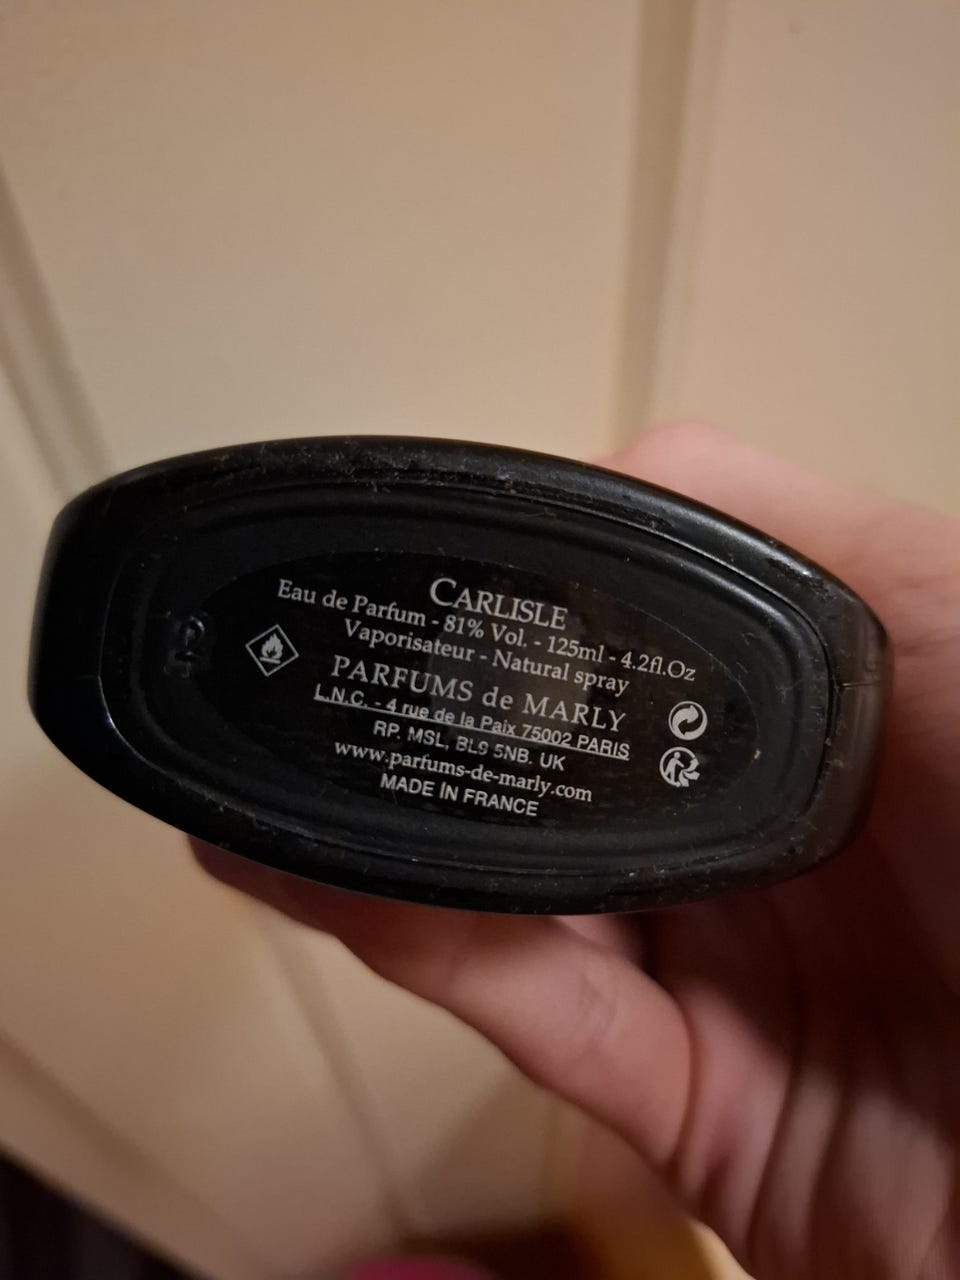 CARLISLE
Eau de Parfum - 81% Vol. - 125ml - 4.2fl.Oz
Vaporisateur - Natural spray
PARFUMS de MARLY
L.N.C. - 4 rue de la Paix 75002 PARIS
RP. MSL, BL9 5NB. UK
www.parfums-de-marly.com
MADE IN FRANCE